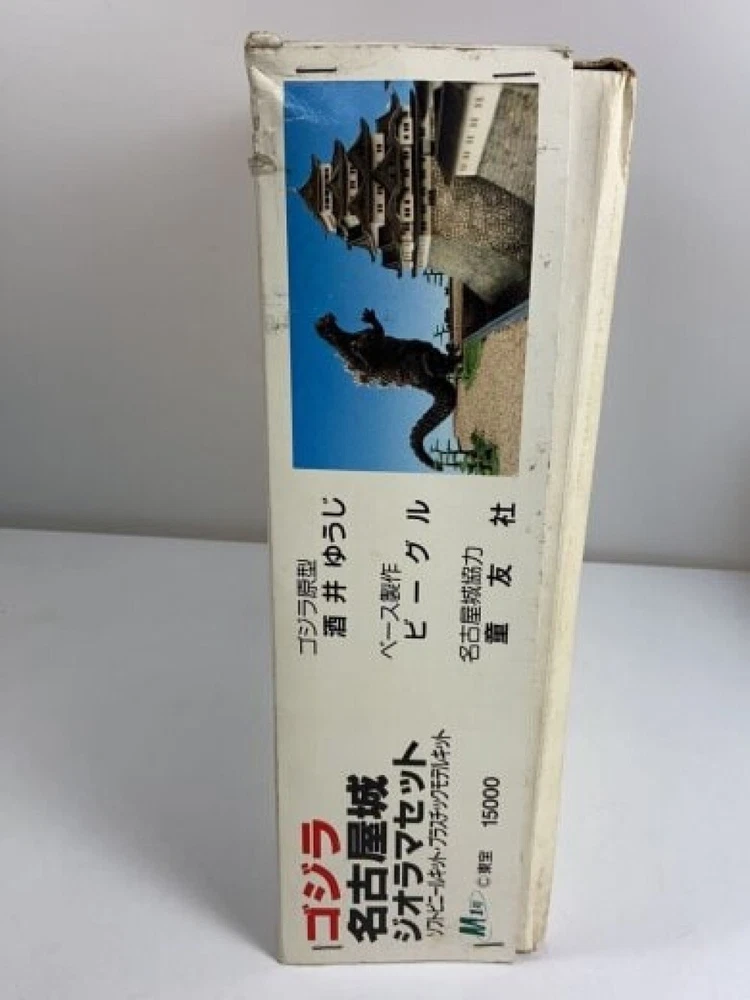 ゴジラ
名古屋城
ジオラマセット
ソフトビニールキット・プラスチックモデルキット
©東宝 15000
ゴジラ原型
酒井ゆうじ
ベース製作
ビーグル
名古屋城協力
童友社